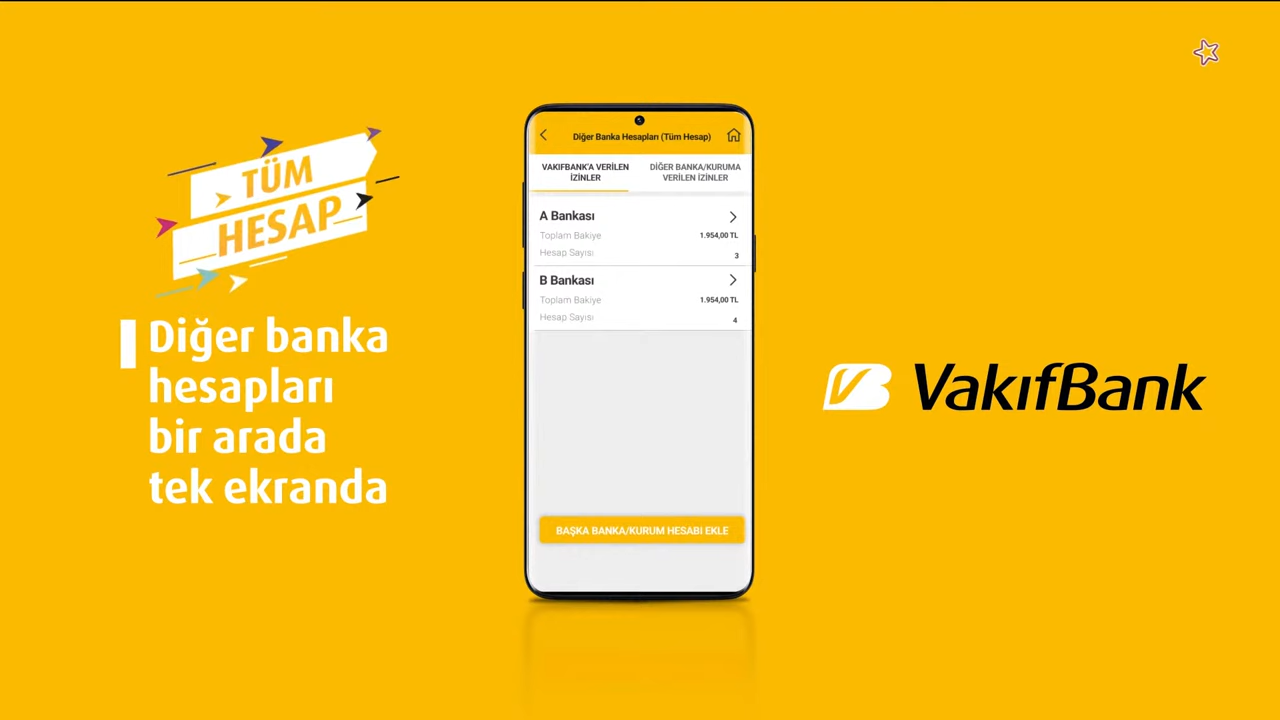 TÜM
HESAP
Diğer banka
hesapları
bir arada
tek ekranda
Diğer Banka Hesapları (Tüm Hesap)
VAKIFBANK'A VERİLEN
İZİNLER
DİĞER BANKA/KURUMA
VERİLEN İZİNLER
A Bankası
Toplam Bakiye 1.954,00 TL
Hesap Sayısı 3
B Bankası
Toplam Bakiye 1.954,00 TL
Hesap Sayısı 4
BAŞKA BANKA/KURUM HESABI EKLE
VakıfBank